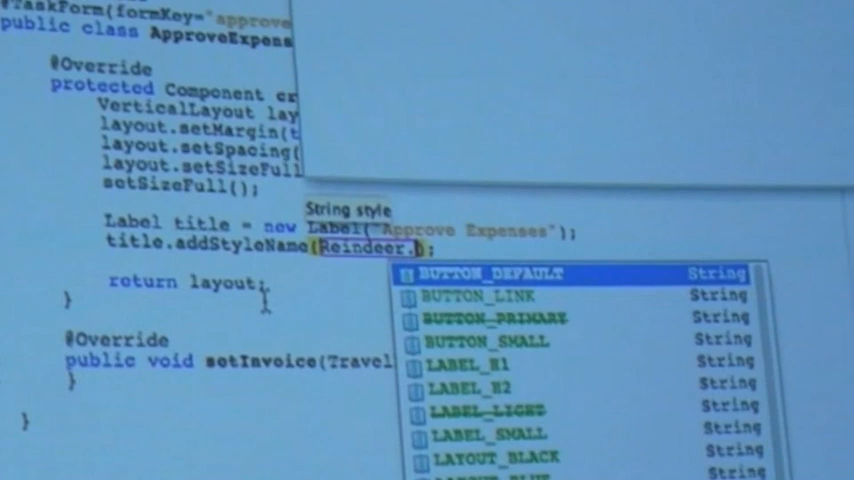 @TaskForm(formKey="approve
public class ApproveExpens
@Override
protected Component cr
VerticalLayout lay
layout.setMargin(t
layout.setSpacing(
layout.setSizeFull
setSizeFull();
String style
Label title = new Label("Approve Expenses");
title.addStyleName(Reindeer.);
return layout;
}
@Override
public void setInvoice(Travel
}
}
BUTTON_DEFAULT String
BUTTON_LINK String
BUTTON_PRIMARY String
BUTTON_SMALL String
LABEL_H1 String
LABEL_H2 String
LABEL_LIGHT String
LABEL_SMALL String
LAYOUT_BLACK String
LAYOUT_BLUE String